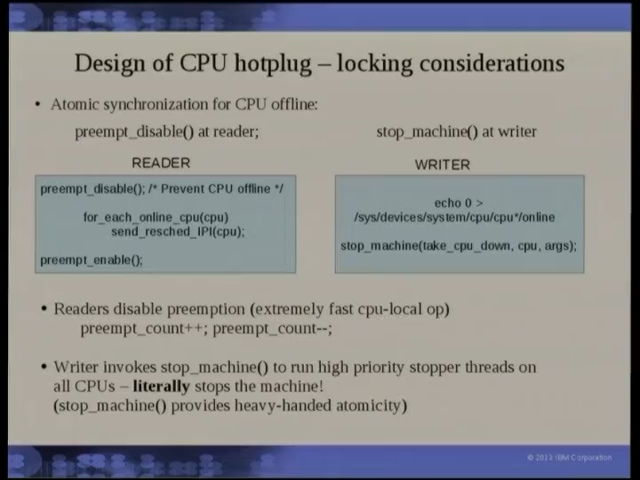 Design of CPU hotplug – locking considerations
• Atomic synchronization for CPU offline:
preempt_disable() at reader; stop_machine() at writer
READER
preempt_disable(); /* Prevent CPU offline */
for_each_online_cpu(cpu)
send_resched_IPI(cpu);
preempt_enable();
WRITER
echo 0 >
/sys/devices/system/cpu/cpu*/online
stop_machine(take_cpu_down, cpu, args);
• Readers disable preemption (extremely fast cpu-local op)
preempt_count++; preempt_count--;
• Writer invokes stop_machine() to run high priority stopper threads on
all CPUs – literally stops the machine!
(stop_machine() provides heavy-handed atomicity)
© 2013 IBM Corporation